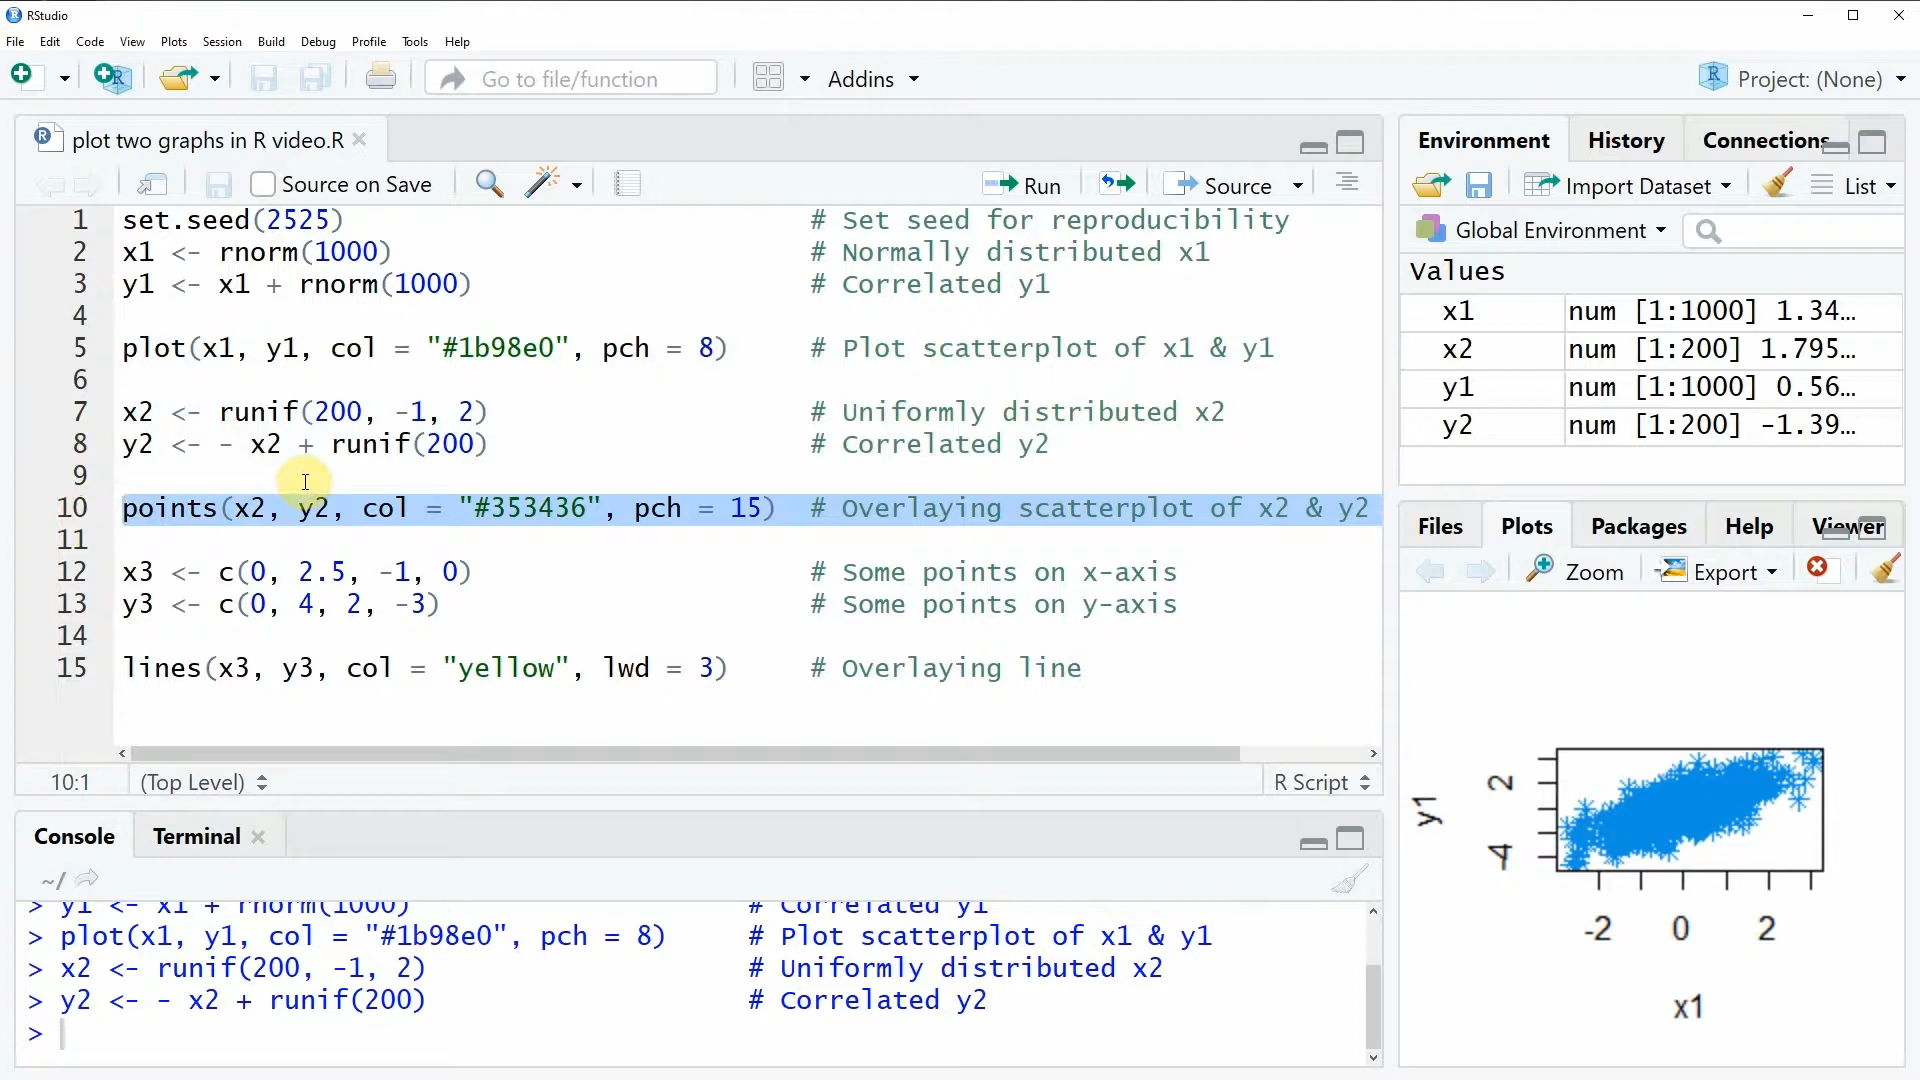 RStudio
File Edit Code View Plots Session Build Debug Profile Tools Help
Go to file/function Addins Project: (None)
plot two graphs in R video.R
Source on Save Run Source
1 set.seed(2525) # Set seed for reproducibility
2 x1 <- rnorm(1000) # Normally distributed x1
3 y1 <- x1 + rnorm(1000) # Correlated y1
4
5 plot(x1, y1, col = "#1b98e0", pch = 8) # Plot scatterplot of x1 & y1
6
7 x2 <- runif(200, -1, 2) # Uniformly distributed x2
8 y2 <- - x2 + runif(200) # Correlated y2
9
10 points(x2, y2, col = "#353436", pch = 15) # Overlaying scatterplot of x2 & y2
11
12 x3 <- c(0, 2.5, -1, 0) # Some points on x-axis
13 y3 <- c(0, 4, 2, -3) # Some points on y-axis
14
15 lines(x3, y3, col = "yellow", lwd = 3) # Overlaying line
10:1 (Top Level) R Script
Console Terminal
~/
> y1 <- x1 + rnorm(1000) # Correlated y1
> plot(x1, y1, col = "#1b98e0", pch = 8) # Plot scatterplot of x1 & y1
> x2 <- runif(200, -1, 2) # Uniformly distributed x2
> y2 <- - x2 + runif(200) # Correlated y2
>
Environment History Connections
Import Dataset List
Global Environment
Values
x1 num [1:1000] 1.34…
x2 num [1:200] 1.795…
y1 num [1:1000] 0.56…
y2 num [1:200] -1.39…
Files Plots Packages Help Viewer
Zoom Export
y1
2
-4
-2 0 2
x1